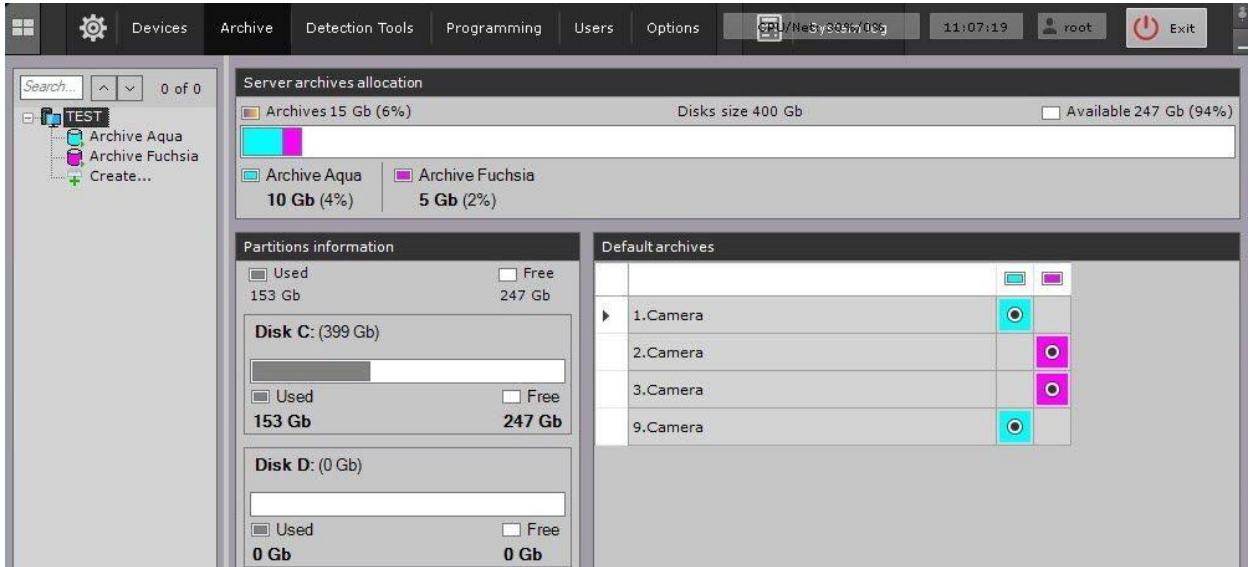 Devices Archive Detection Tools Programming Users Options 11:07:19 root Exit
Search... 0 of 0
TEST
Archive Aqua
Archive Fuchsia
Create...
Server archives allocation
Archives 15 Gb (6%) Disks size 400 Gb Available 247 Gb (94%)
Archive Aqua Archive Fuchsia
10 Gb (4%) 5 Gb (2%)
Partitions information
Used Free
153 Gb 247 Gb
Disk C: (399 Gb)
Used Free
153 Gb 247 Gb
Disk D: (0 Gb)
Used Free
0 Gb 0 Gb
Default archives
1.Camera
2.Camera
3.Camera
9.Camera